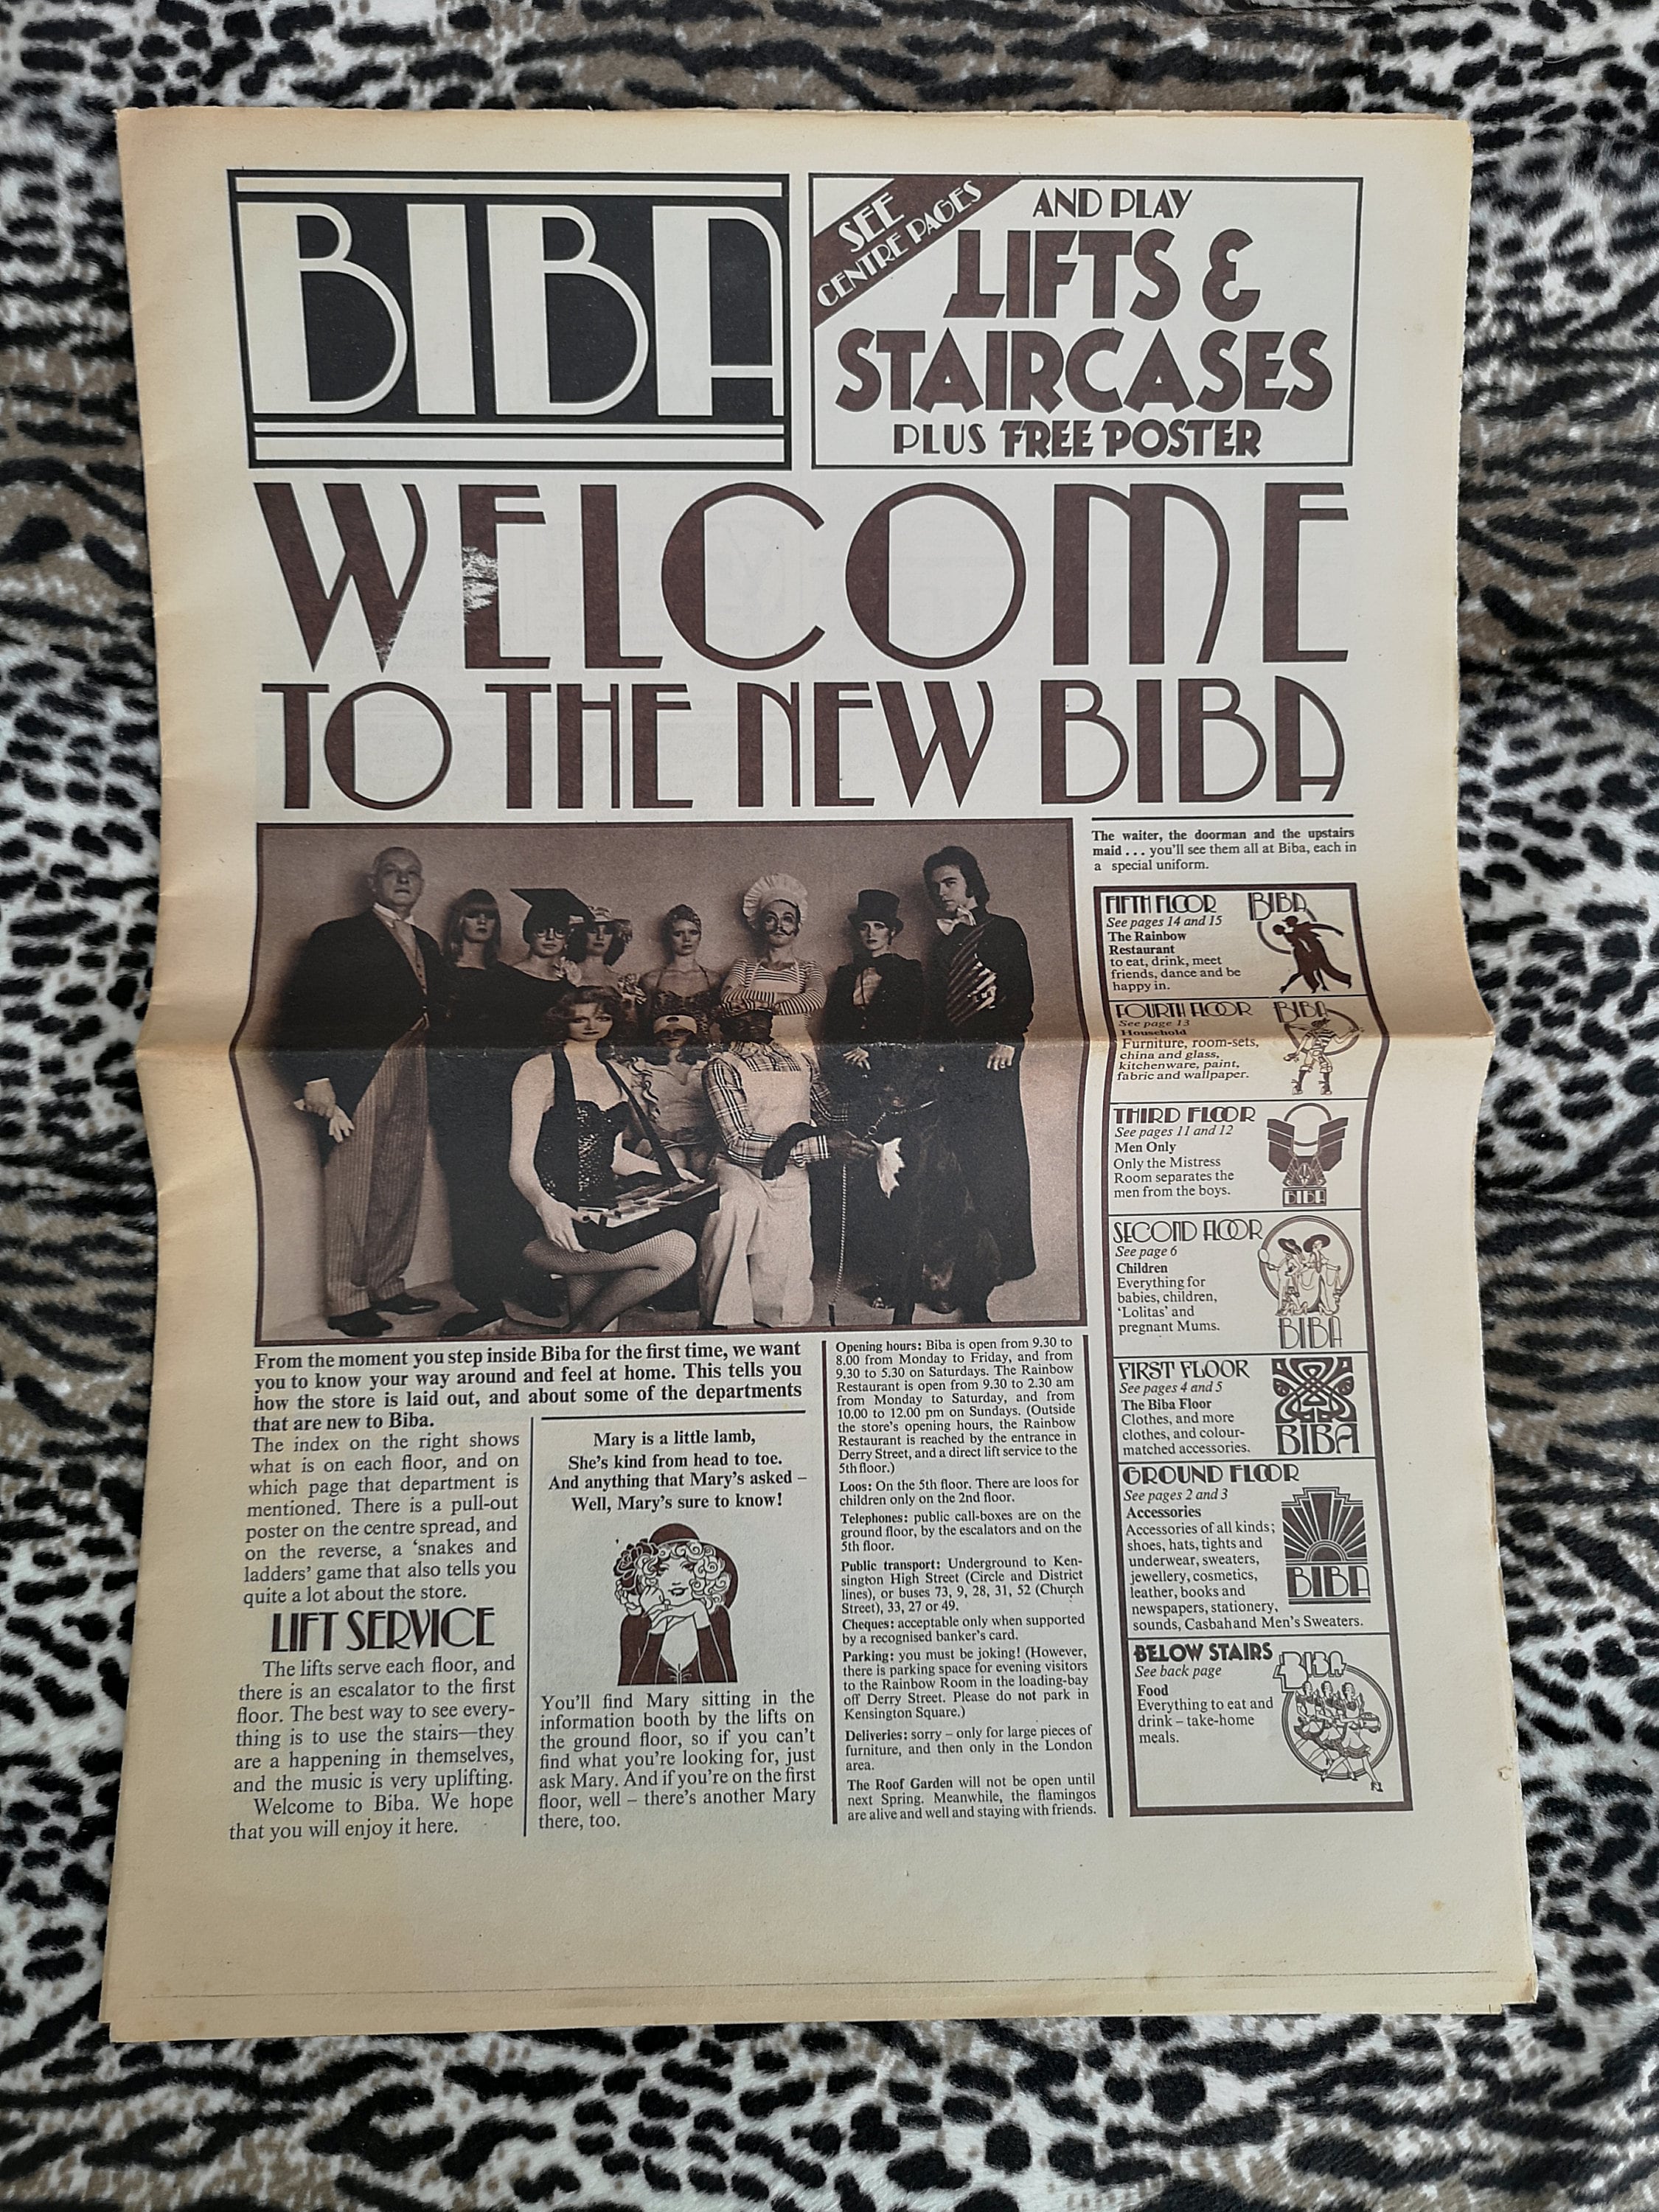 BIBA
SEE
CENTRE PAGES
AND PLAY
LIFTS &
STAIRCASES
PLUS FREE POSTER
WELCOME
TO THE NEW BIBA
The waiter, the doorman and the upstairs
maid . . . you'll see them all at Biba, each in
a special uniform.
From the moment you step inside Biba for the first time, we want
you to know your way around and feel at home. This tells you
how the store is laid out, and about some of the departments
that are new to Biba.
The index on the right shows
what is on each floor, and on
which page that department is
mentioned. There is a pull-out
poster on the centre spread, and
on the reverse, a 'snakes and
ladders' game that also tells you
quite a lot about the store.
LIFT SERVICE
The lifts serve each floor, and
there is an escalator to the first
floor. The best way to see every-
thing is to use the stairs—they
are a happening in themselves,
and the music is very uplifting.
Welcome to Biba. We hope
that you will enjoy it here.
Mary is a little lamb,
She's kind from head to toe.
And anything that Mary's asked –
Well, Mary's sure to know!
You'll find Mary sitting in the
information booth by the lifts on
the ground floor, so if you can't
find what you're looking for, just
ask Mary. And if you're on the first
floor, well – there's another Mary
there, too.
Opening hours: Biba is open from 9.30 to
8.00 from Monday to Friday, and from
9.30 to 5.30 on Saturdays. The Rainbow
Restaurant is open from 9.30 to 2.30 am
from Monday to Saturday, and from
10.00 to 12.00 pm on Sundays. (Outside
the store's opening hours, the Rainbow
Restaurant is reached by the entrance in
Derry Street, and a direct lift service to the
5th floor.)
Loos: On the 5th floor. There are loos for
children only on the 2nd floor.
Telephones: public call-boxes are on the
ground floor, by the escalators and on the
5th floor.
Public transport: Underground to Ken-
sington High Street (Circle and District
lines), or buses 73, 9, 28, 31, 52 (Church
Street), 33, 27 or 49.
Cheques: acceptable only when supported
by a recognised banker's card.
Parking: you must be joking! (However,
there is parking space for evening visitors
to the Rainbow Room in the loading-bay
off Derry Street. Please do not park in
Kensington Square.)
Deliveries: sorry – only for large pieces of
furniture, and then only in the London
area.
The Roof Garden will not be open until
next Spring. Meanwhile, the flamingos
are alive and well and staying with friends.
FIFTH FLOOR
See pages 14 and 15
The Rainbow
Restaurant
to eat, drink, meet
friends, dance and be
happy in.
BIBA
FOURTH FLOOR
See page 13
Household
Furniture, room-sets,
china and glass,
kitchenware, paint,
fabric and wallpaper.
BIBA
THIRD FLOOR
See pages 11 and 12
Men Only
Only the Mistress
Room separates the
men from the boys.
BIBA
SECOND FLOOR
See page 6
Children
Everything for
babies, children,
'Lolitas' and
pregnant Mums.
BIBA
FIRST FLOOR
See pages 4 and 5
The Biba Floor
Clothes, and more
clothes, and colour-
matched accessories.
BIBA
GROUND FLOOR
See pages 2 and 3
Accessories
Accessories of all kinds;
shoes, hats, tights and
underwear, sweaters,
jewellery, cosmetics,
leather, books and
newspapers, stationery,
sounds, Casbah and Men's Sweaters.
BIBA
BELOW STAIRS
See back page
Food
Everything to eat and
drink – take-home
meals.
BIBA